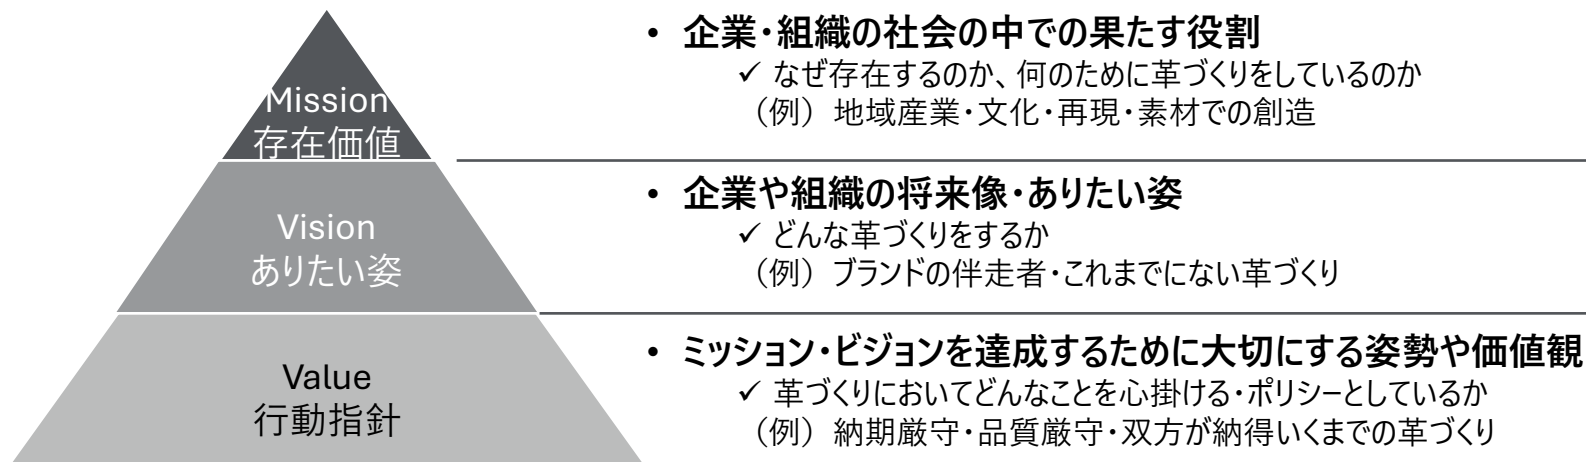 Mission
存在価値
• 企業・組織の社会の中での果たす役割
✓ なぜ存在するのか、何のために革づくりをしているのか
（例） 地域産業・文化・再現・素材での創造
Vision
ありたい姿
• 企業や組織の将来像・ありたい姿
✓ どんな革づくりをするか
（例） ブランドの伴走者・これまでにない革づくり
Value
行動指針
• ミッション・ビジョンを達成するために大切にする姿勢や価値観
✓ 革づくりにおいてどんなことを心掛ける・ポリシーとしているか
（例） 納期厳守・品質厳守・双方が納得いくまでの革づくり